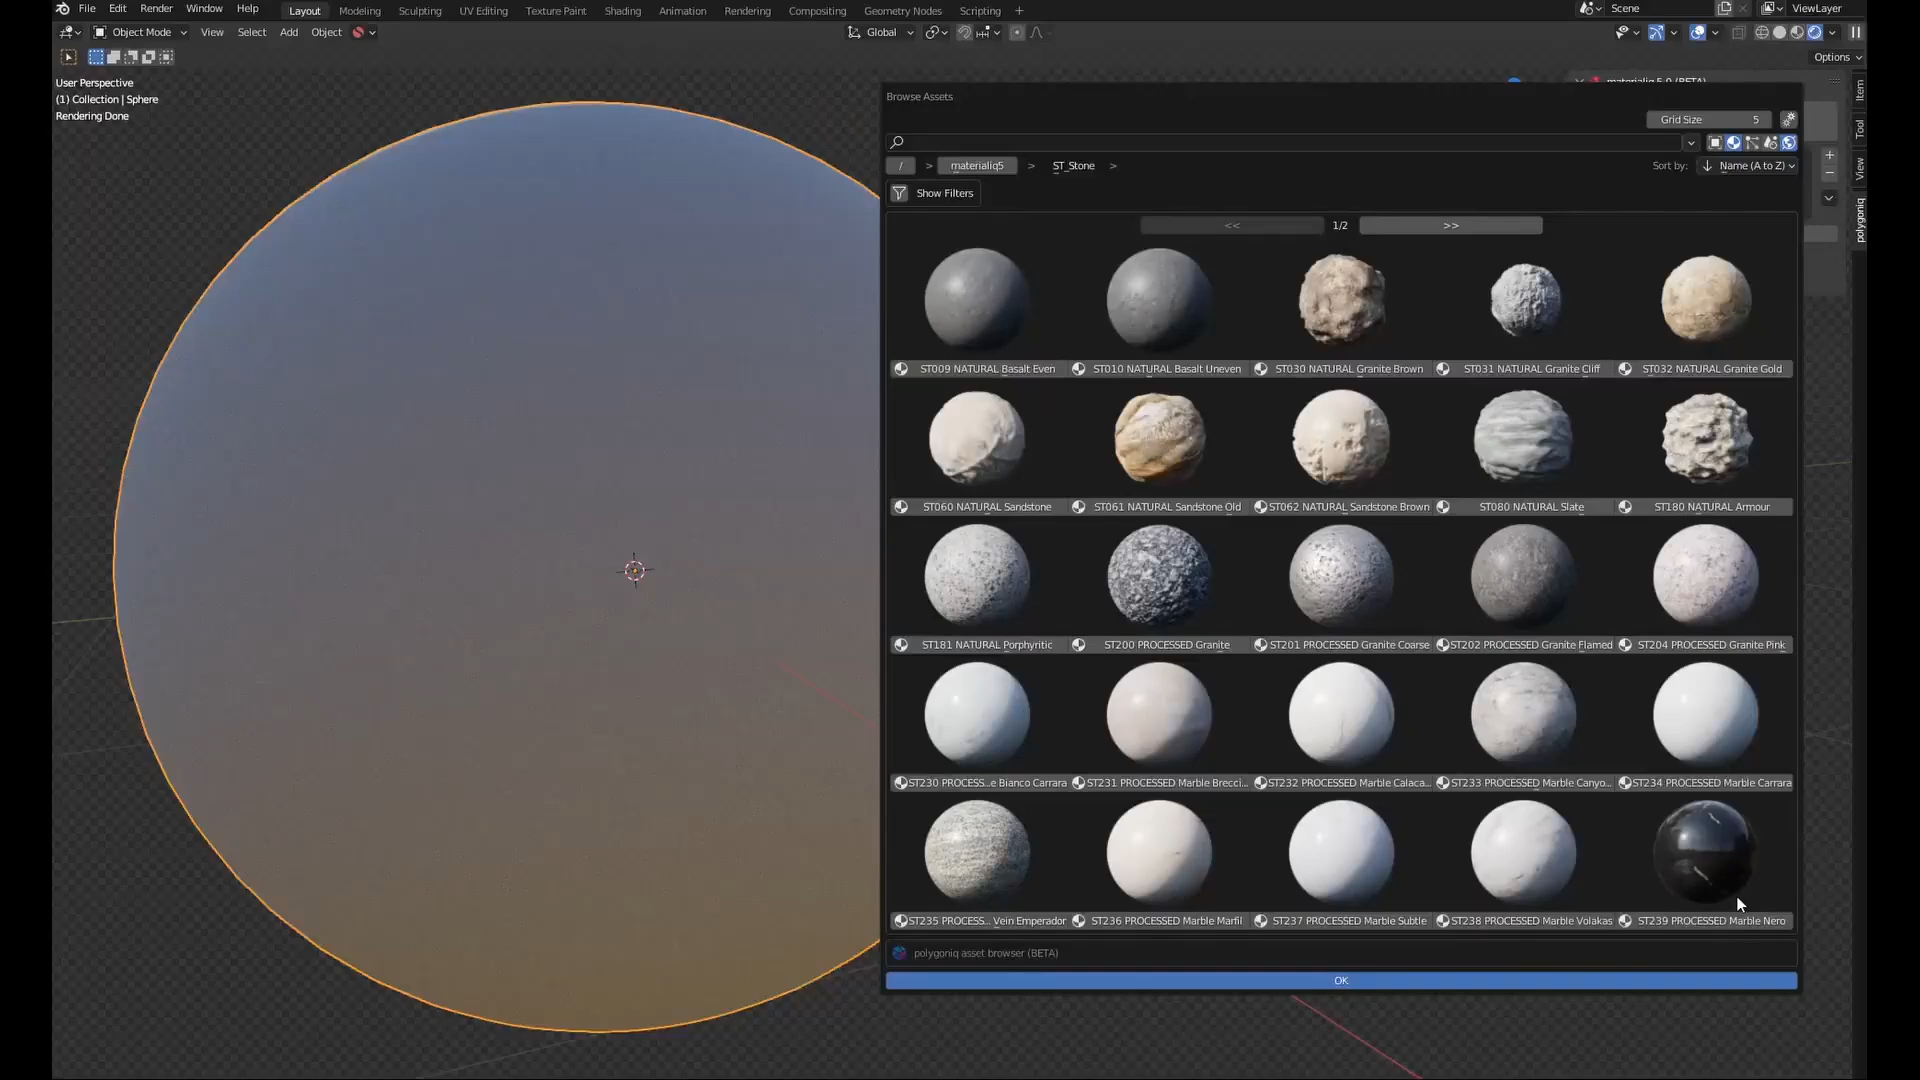 File Edit Render Window Help Layout Modeling Sculpting UV Editing Texture Paint Shading Animation Rendering Compositing Geometry Nodes Scripting + Scene ViewLayer
Object Mode View Select Add Object Global
Options
User Perspective
(1) Collection | Sphere
Rendering Done
materialiq 5.0 (BETA)
Item
Tool
View
polygoniq
Browse Assets
Grid Size 5
/ > materialiq5 > ST_Stone > Sort by: Name (A to Z)
Show Filters
<< 1/2 >>
ST009 NATURAL Basalt Even ST010 NATURAL Basalt Uneven ST030 NATURAL Granite Brown ST031 NATURAL Granite Cliff ST032 NATURAL Granite Gold
ST060 NATURAL Sandstone ST061 NATURAL Sandstone Old ST062 NATURAL Sandstone Brown ST080 NATURAL Slate ST180 NATURAL Armour
ST181 NATURAL Porphyritic ST200 PROCESSED Granite ST201 PROCESSED Granite Coarse ST202 PROCESSED Granite Flamed ST204 PROCESSED Granite Pink
ST230 PROCESS...e Bianco Carrara ST231 PROCESSED Marble Brecci... ST232 PROCESSED Marble Calaca... ST233 PROCESSED Marble Canyo... ST234 PROCESSED Marble Carrara
ST235 PROCESS... Vein Emperador ST236 PROCESSED Marble Marfil ST237 PROCESSED Marble Subtle ST238 PROCESSED Marble Volakas ST239 PROCESSED Marble Nero
polygoniq asset browser (BETA)
OK